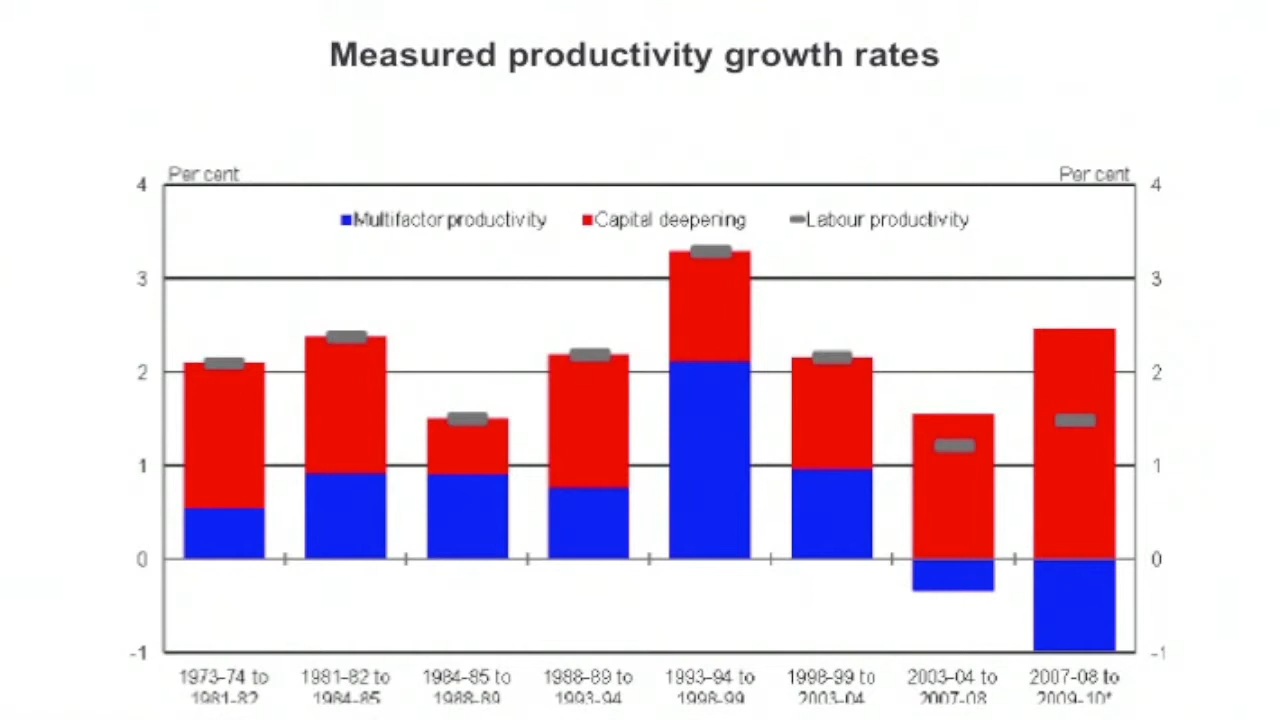 Measured productivity growth rates
Per cent Per cent
4 4
Multifactor productivity Capital deepening Labour productivity
3 3
2 2
1 1
0 0
-1 -1
1973-74 to 1981-82 to 1984-85 to 1988-89 to 1993-94 to 1998-99 to 2003-04 to 2007-08 to
1981-82 1984-85 1988-89 1993-94 1998-99 2003-04 2007-08 2009-10*